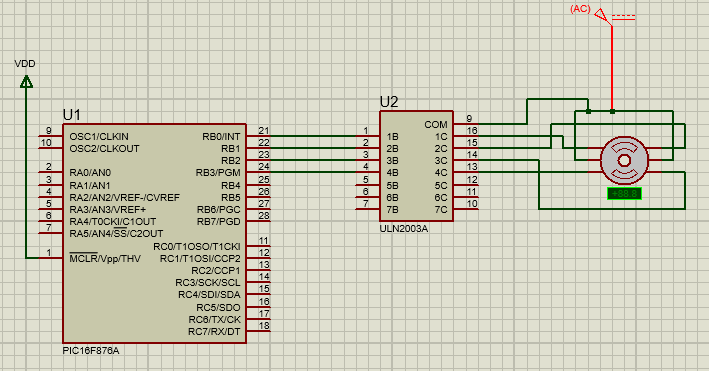 (AC)
VDD
U1
9 OSC1/CLKIN RB0/INT 21
10 OSC2/CLKOUT RB1 22
RB2 23
2 RA0/AN0 RB3/PGM 24
3 RA1/AN1 RB4 25
4 RA2/AN2/VREF-/CVREF RB5 26
5 RA3/AN3/VREF+ RB6/PGC 27
6 RA4/T0CKI/C1OUT RB7/PGD 28
7 RA5/AN4/SS/C2OUT
RC0/T1OSO/T1CKI 11
1 MCLR/Vpp/THV RC1/T1OSI/CCP2 12
RC2/CCP1 13
RC3/SCK/SCL 14
RC4/SDI/SDA 15
RC5/SDO 16
RC6/TX/CK 17
RC7/RX/DT 18
PIC16F876A
U2
COM 9
1 1B 1C 16
2 2B 2C 15
3 3B 3C 14
4 4B 4C 13
5 5B 5C 12
6 6B 6C 11
7 7B 7C 10
ULN2003A